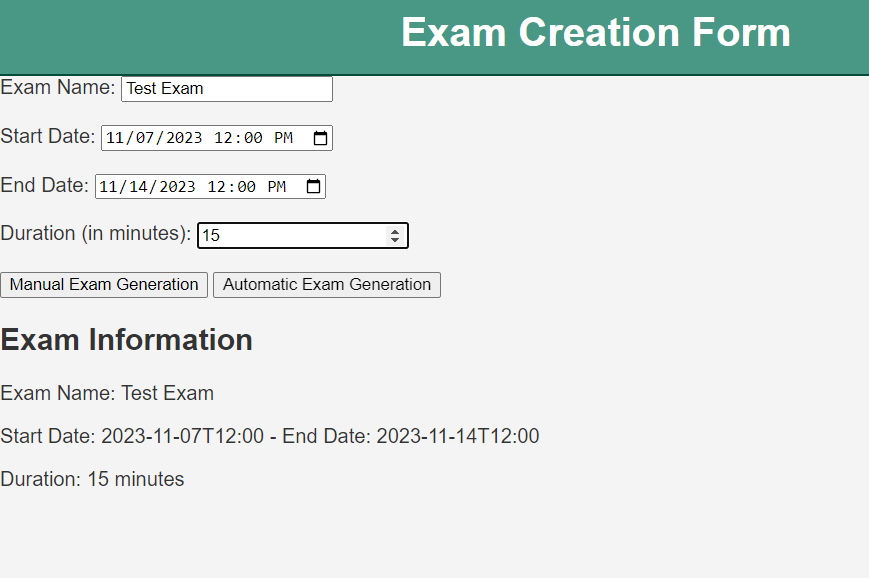 Exam Creation Form
Exam Name: Test Exam
Start Date: 11/07/2023 12:00 PM
End Date: 11/14/2023 12:00 PM
Duration (in minutes): 15
Manual Exam Generation Automatic Exam Generation
Exam Information
Exam Name: Test Exam
Start Date: 2023-11-07T12:00 - End Date: 2023-11-14T12:00
Duration: 15 minutes